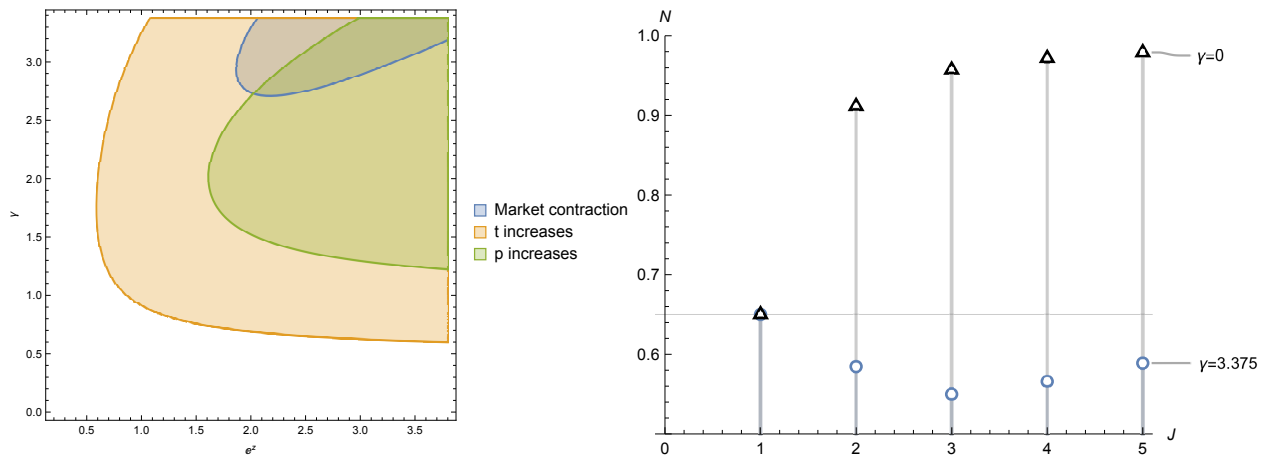 3.0
2.5
2.0
1.5
1.0
0.5
0.0
γ
0.5 1.0 1.5 2.0 2.5 3.0 3.5
e^z
Market contraction
t increases
p increases
N
1.0
0.9
0.8
0.7
0.6
0 1 2 3 4 5 J
γ=0
γ=3.375